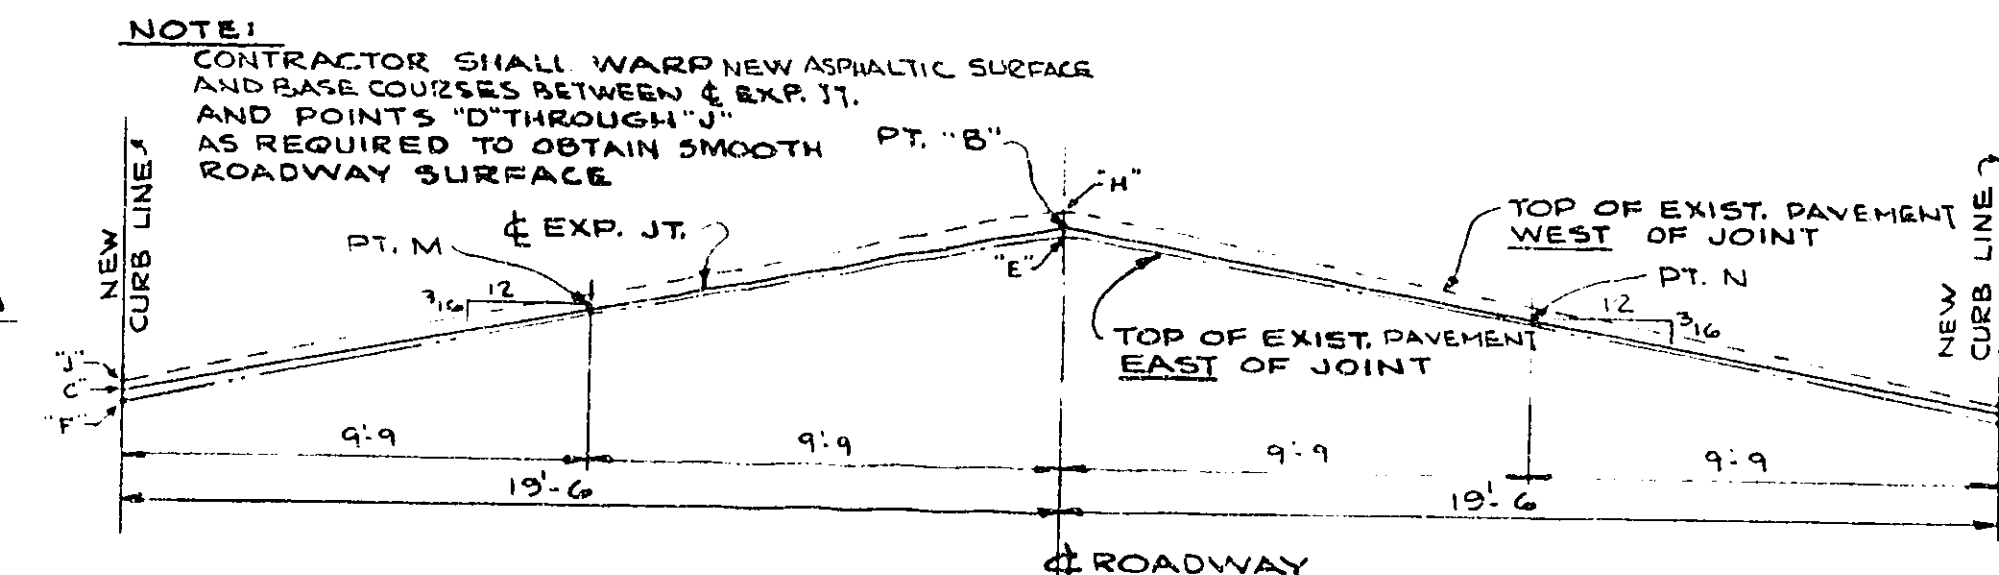 NOTE:
CONTRACTOR SHALL WARP NEW ASPHALTIC SURFACE
AND BASE COURSES BETWEEN ℄ EXP. JT.
AND POINTS "D" THROUGH "J"
AS REQUIRED TO OBTAIN SMOOTH
ROADWAY SURFACE
NEW
CURB LINE
PT. "B"
"H"
℄ EXP. JT.
PT. M
"E"
3/16
12
TOP OF EXIST. PAVEMENT
WEST OF JOINT
PT. N
12
3/16
TOP OF EXIST. PAVEMENT
EAST OF JOINT
NEW
CURB LINE
"J"
C"
"F"
9'-9
9'-9
9'-9
9'-9
19'-6
19'-6
℄ ROADWAY